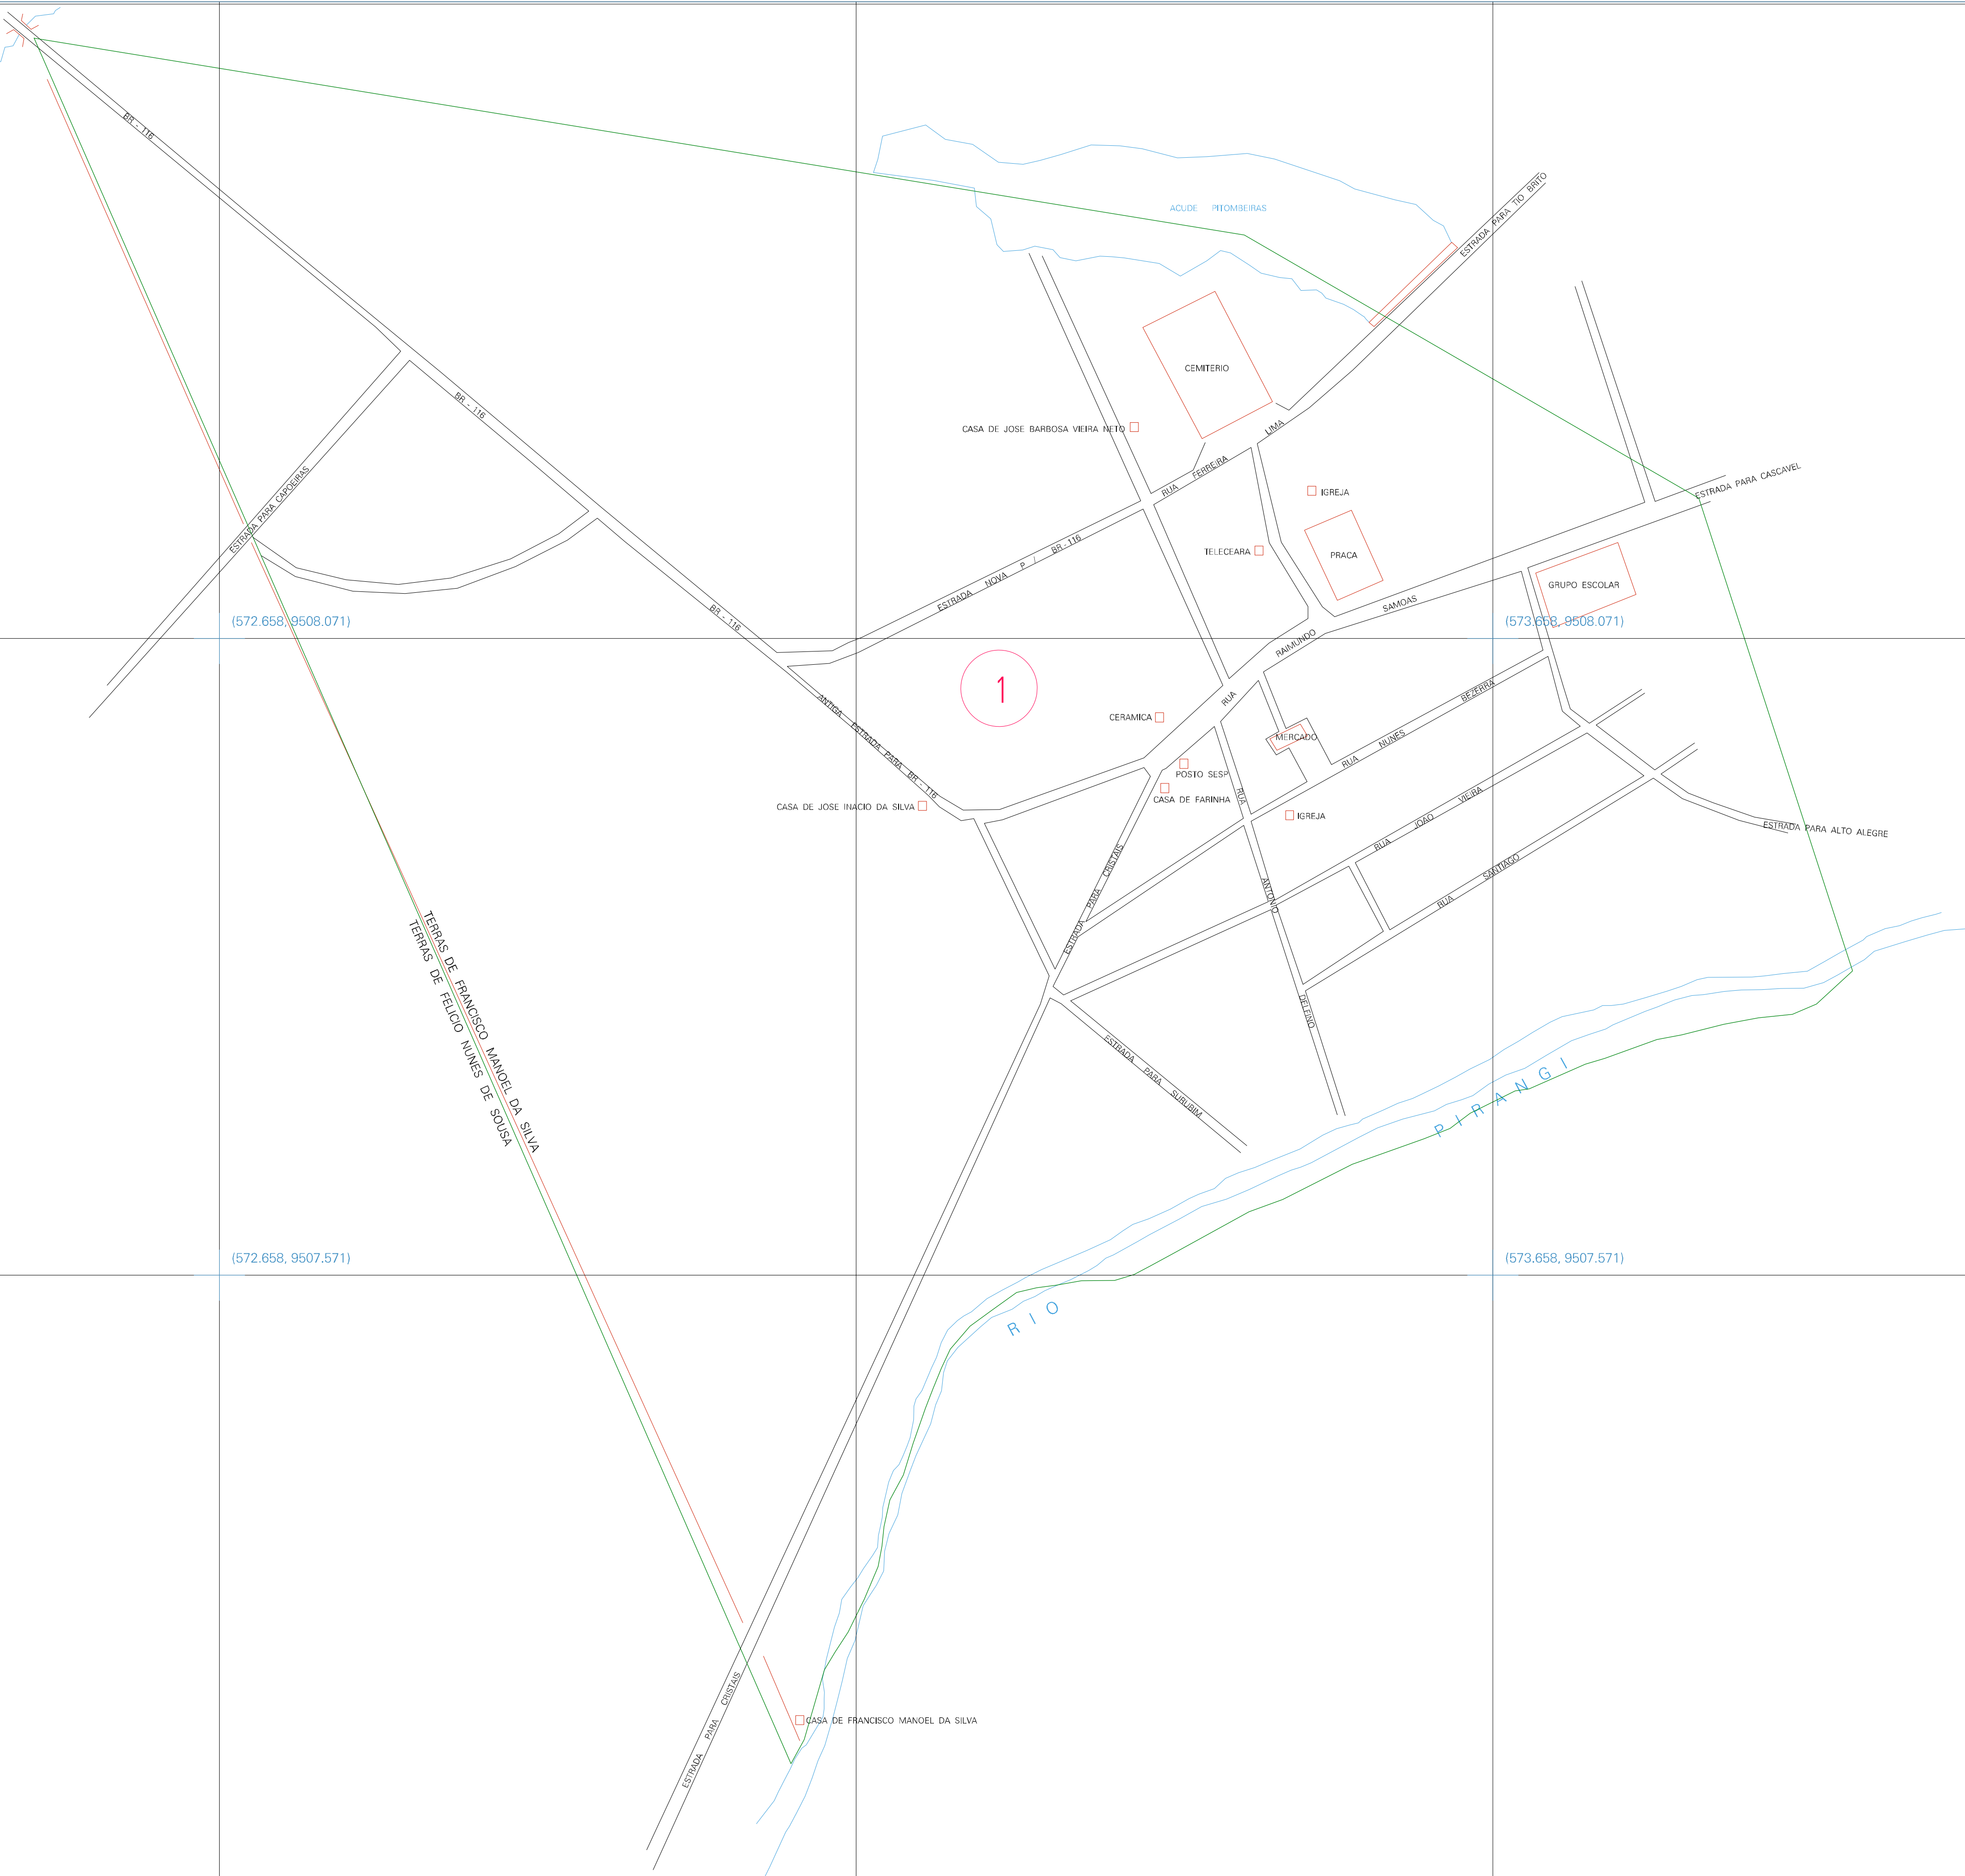 BR - 116
ACUDE PITOMBEIRAS
ESTRADA PARA TIO BRITO
CEMITERIO
BR - 116
CASA DE JOSE BARBOSA VIEIRA NETO
RUA FERREIRA LIMA
IGREJA
ESTRADA PARA CASCAVEL
ESTRADA PARA CAPOEIRAS
TELECEARA
PRACA
ESTRADA NOVA P / BR-116
GRUPO ESCOLAR
BR - 116
RUA RAIMUNDO SAMOAS
(572.658, 9508.071)
(573.658, 9508.071)
1
ANTIGA ESTRADA PARA BR - 116
CERAMICA
MERCADO
RUA NUNES BEZERRA
POSTO SESP
CASA DE FARINHA
CASA DE JOSE INACIO DA SILVA
IGREJA
RUA ANTONIO DELFINO
RUA JOAO VIEIRA
ESTRADA PARA ALTO ALEGRE
ESTRADA PARA CRISTAIS
RUA SANTIAGO
TERRAS DE FRANCISCO MANOEL DA SILVA
TERRAS DE FELICIO NUNES DE SOUSA
ESTRADA PARA SURUBIM
RIO PIRANGI
(572.658, 9507.571)
(573.658, 9507.571)
ESTRADA PARA CRISTAIS
CASA DE FRANCISCO MANOEL DA SILVA